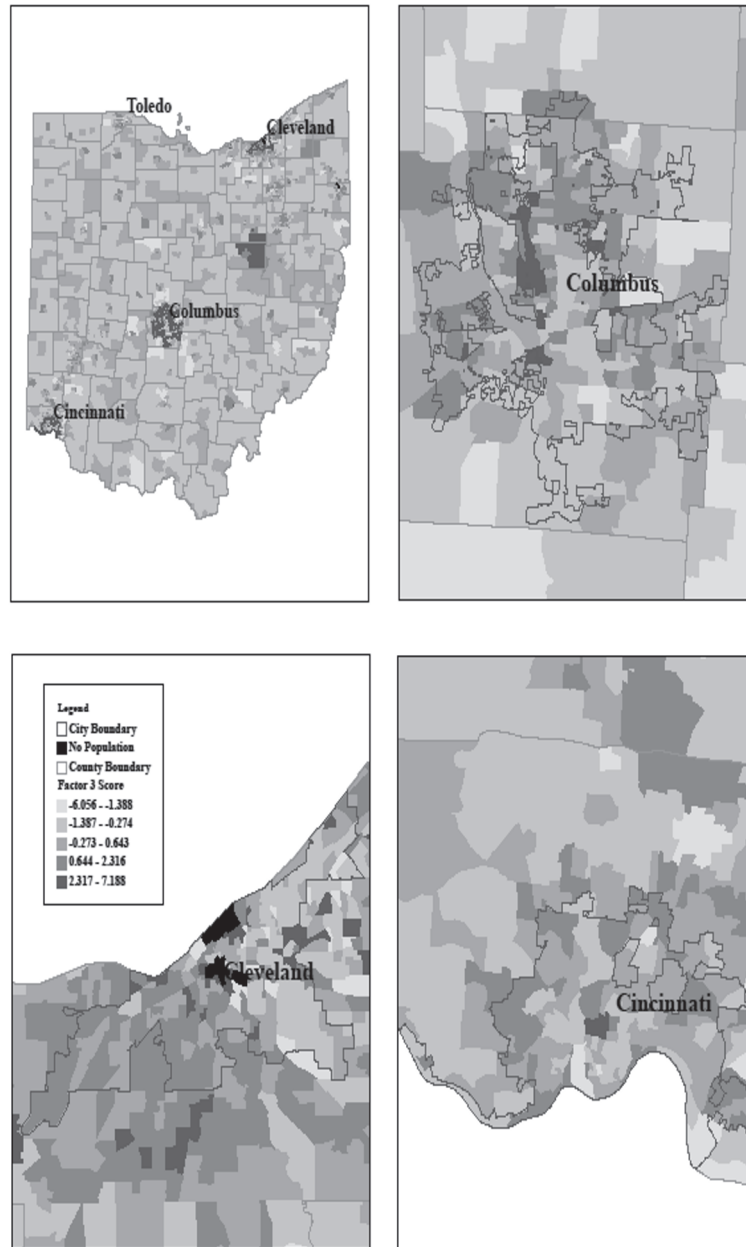 Toledo
Cleveland
Columbus
Cincinnati
Columbus
Legend
City Boundary
No Population
County Boundary
Factor 3 Score
-6.056 - -1.388
-1.387 - -0.274
-0.273 - 0.643
0.644 - 2.316
2.317 - 7.188
Cleveland
Cincinnati